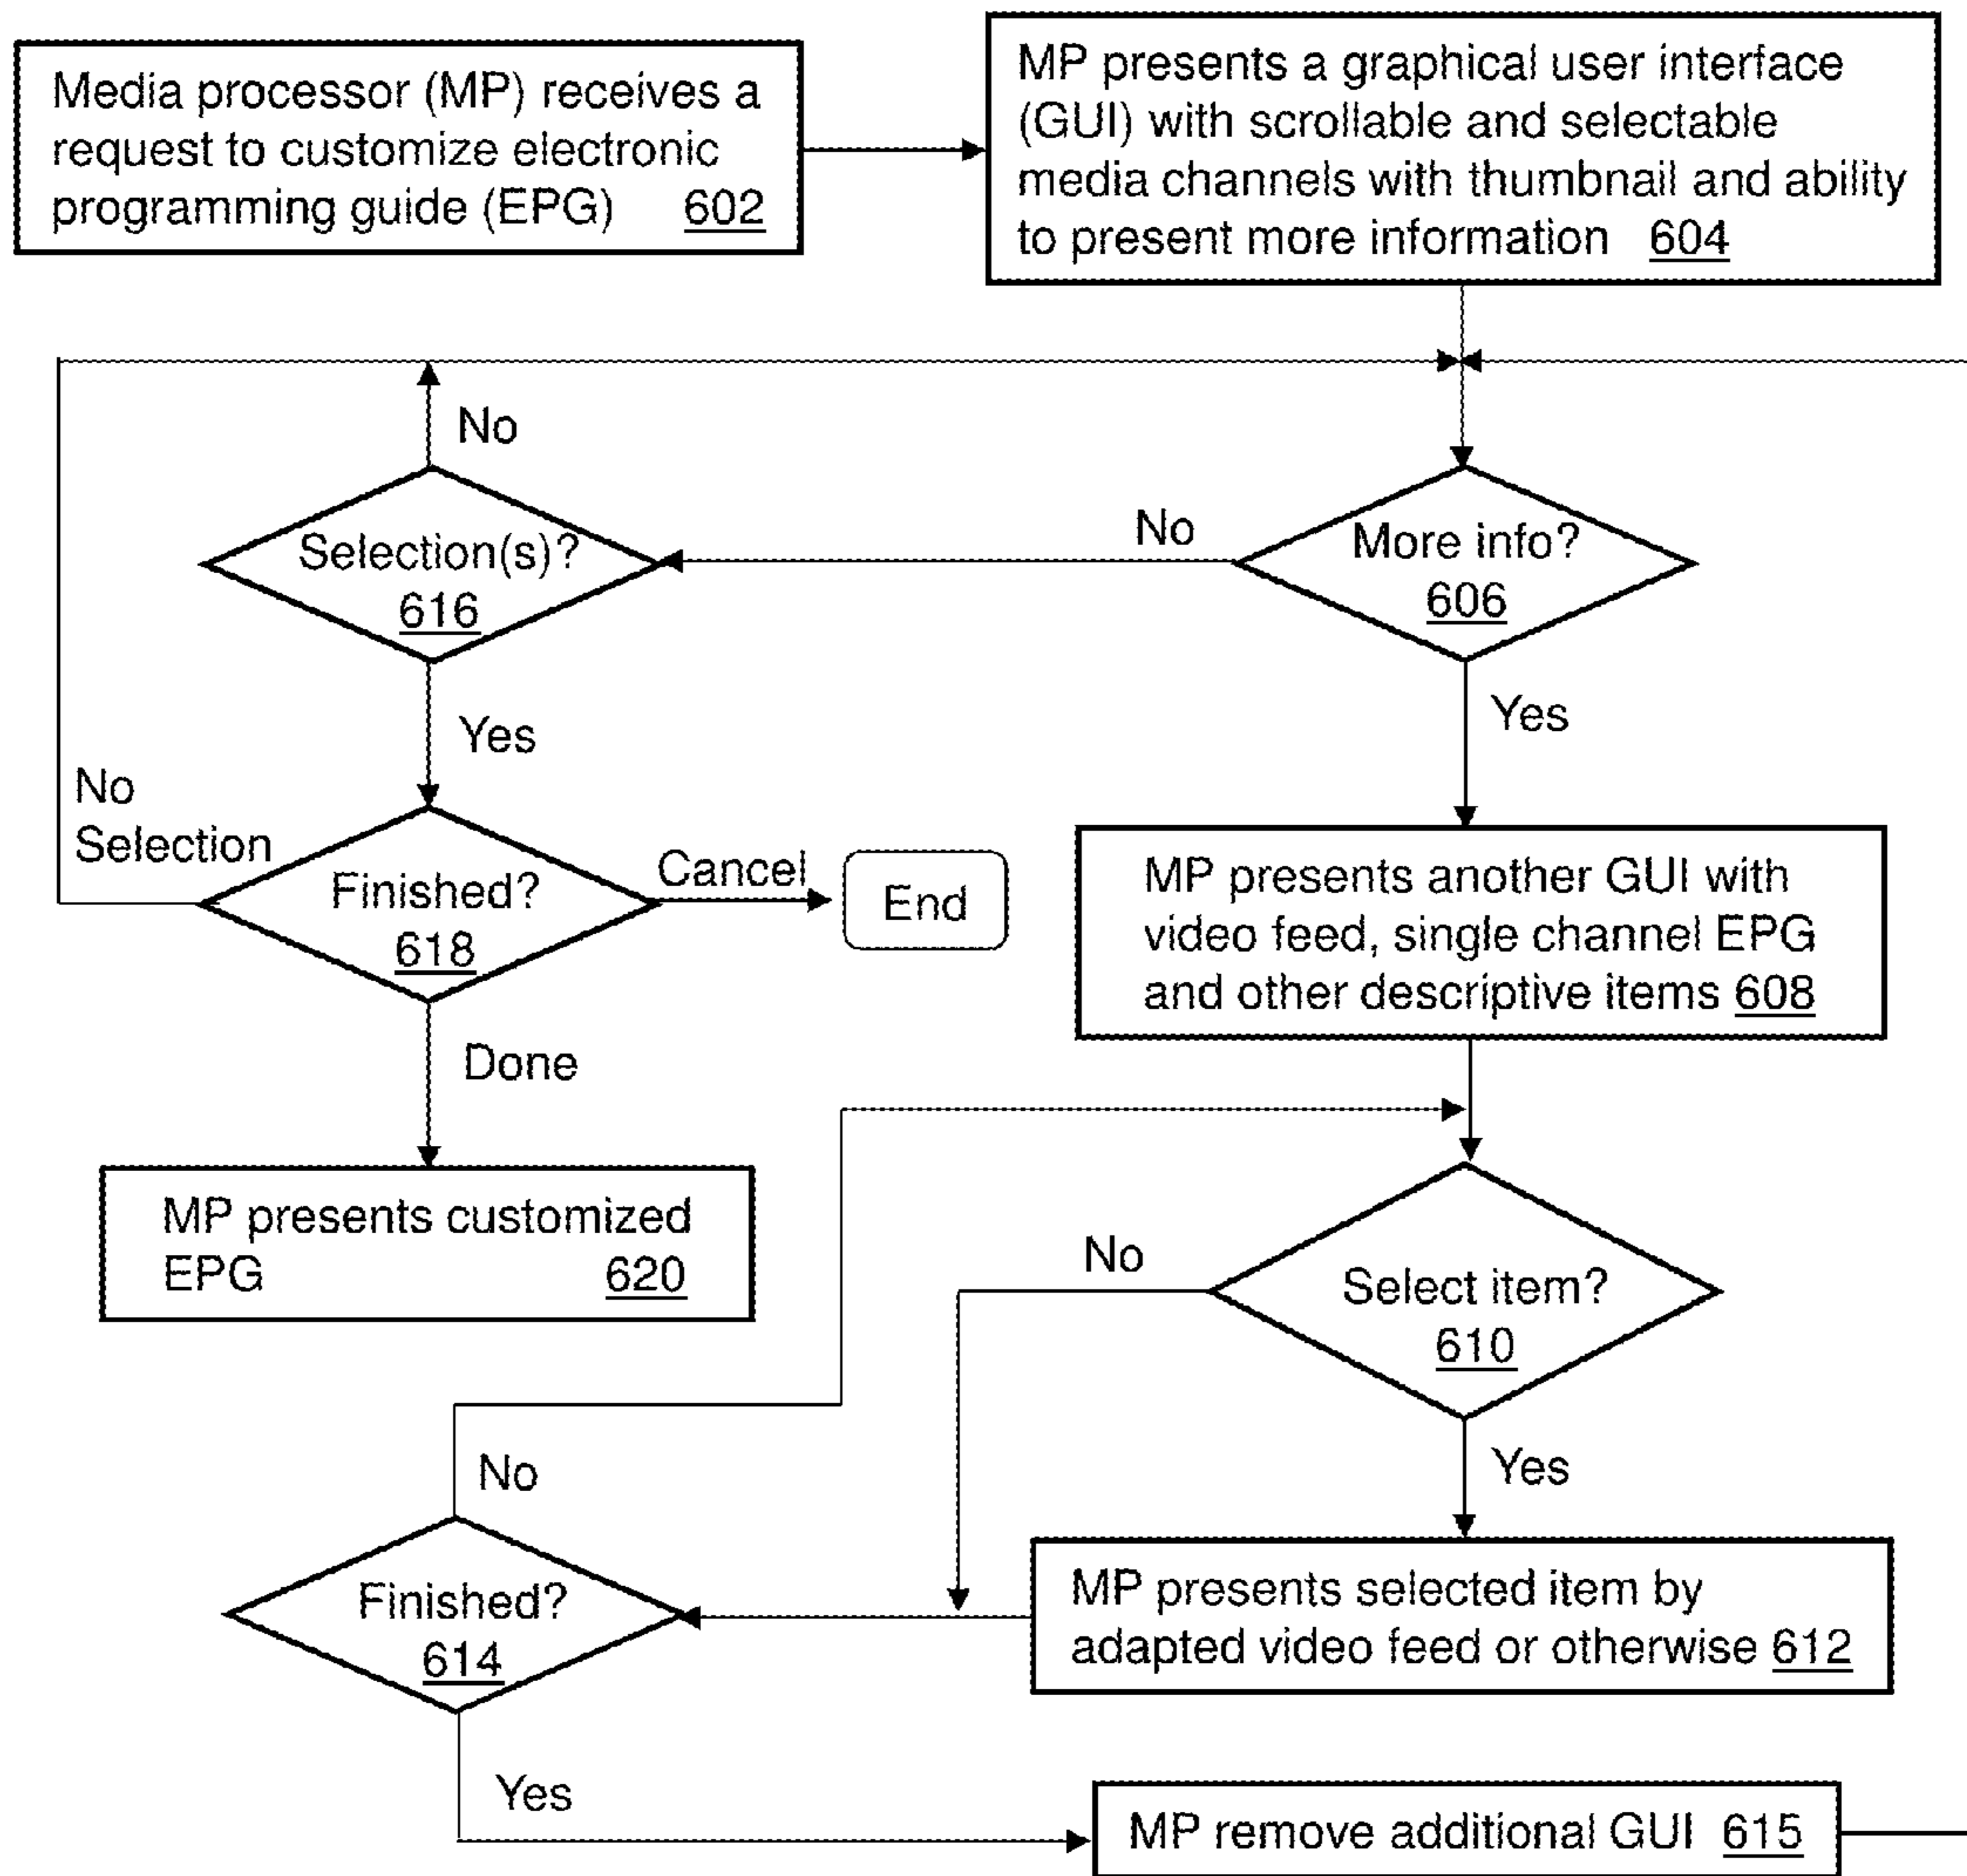 Media processor (MP) receives a
request to customize electronic
programming guide (EPG) 602
MP presents a graphical user interface
(GUI) with scrollable and selectable
media channels with thumbnail and ability
to present more information 604
No
Selection(s)?
616
No
More info?
606
Yes
Yes
No
Selection
Finished?
618
Cancel
End
MP presents another GUI with
video feed, single channel EPG
and other descriptive items 608
Done
MP presents customized
EPG 620
No
Select item?
610
No
Yes
Finished?
614
MP presents selected item by
adapted video feed or otherwise 612
Yes
MP remove additional GUI 615